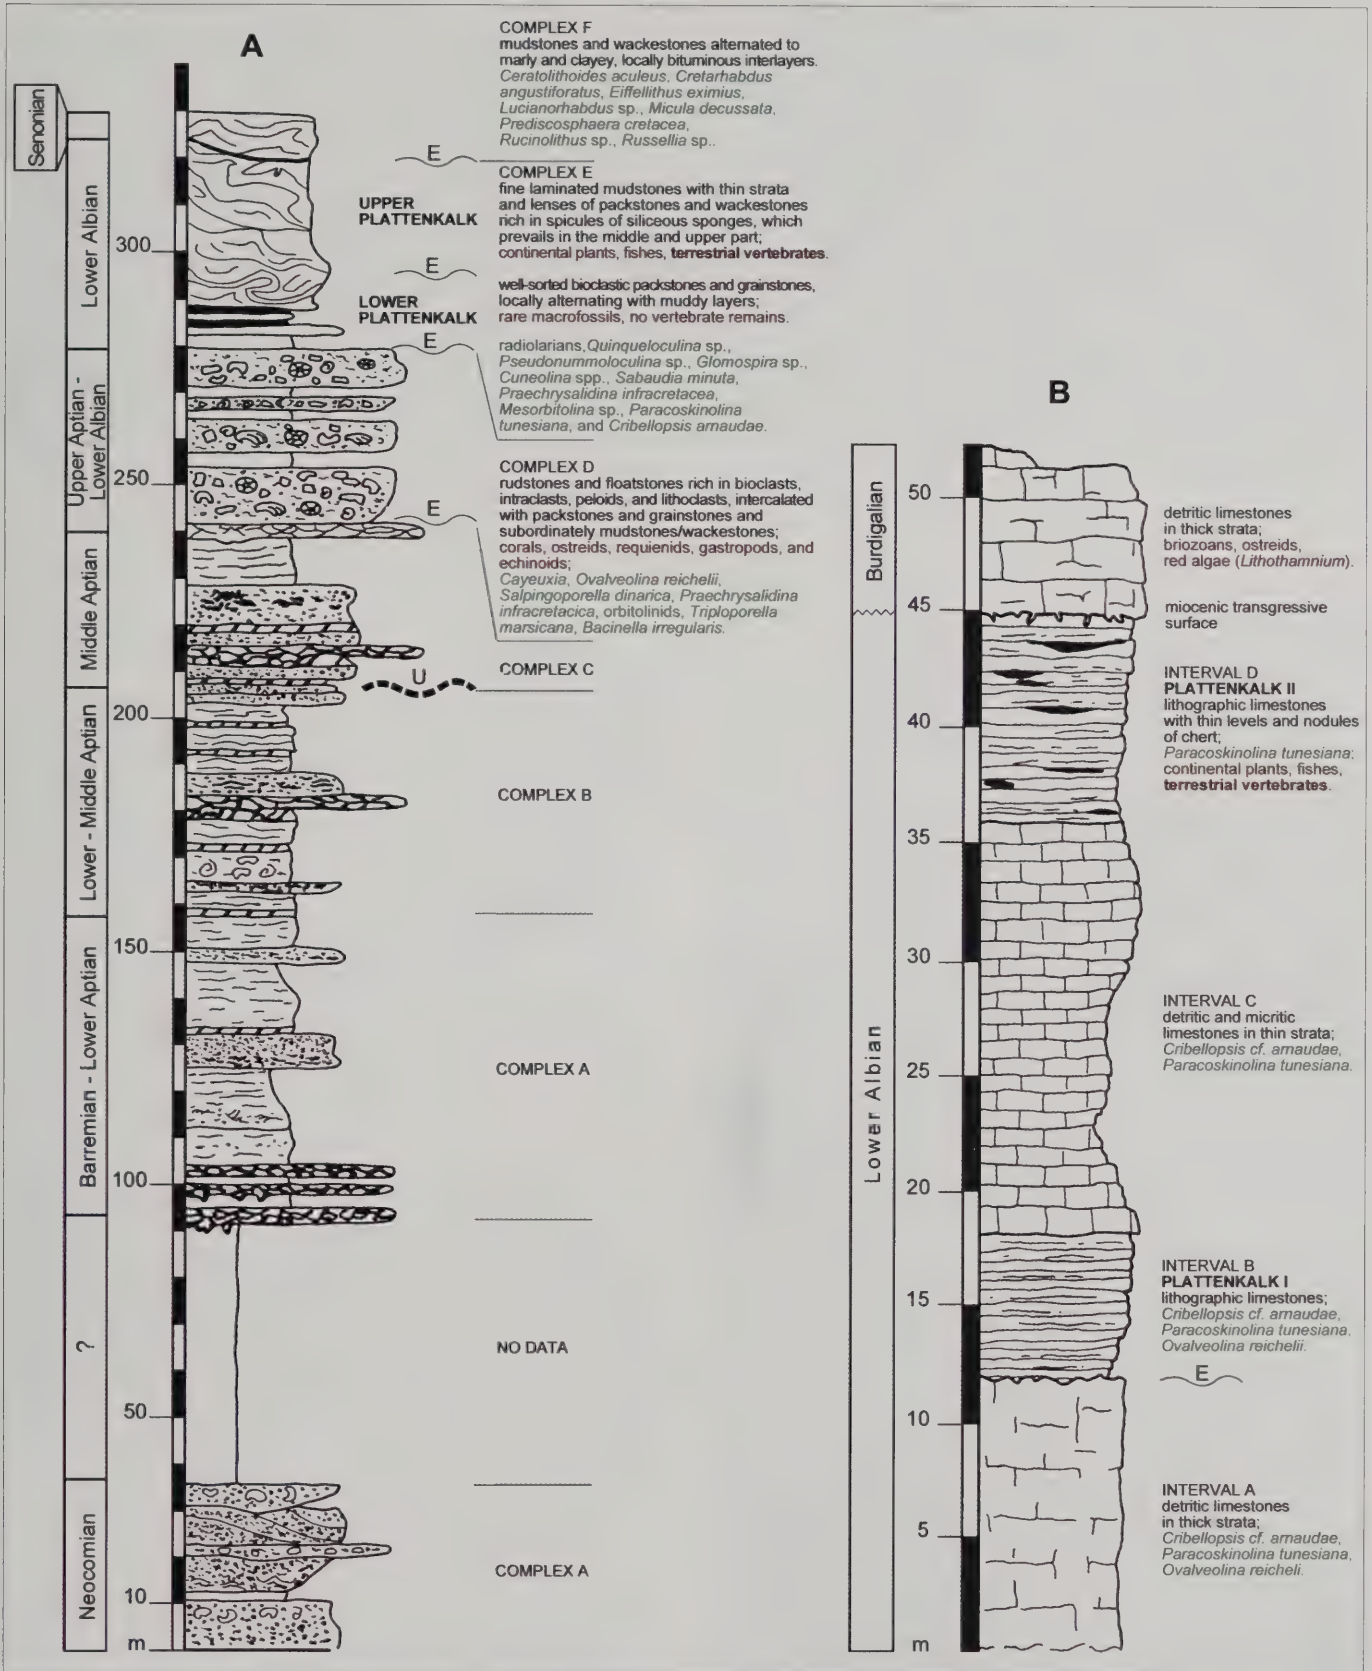 A
Senonian
Lower Albian
Upper Aptian -
Lower Albian
Middle Aptian
Lower - Middle Aptian
Barremian - Lower Aptian
?
Neocomian
300
250
200
150
100
50
10
m
COMPLEX F
mudstones and wackestones alternated to
marly and clayey, locally bituminous interlayers.
Ceratolithoides aculeus, Cretarhabdus
angustiforatus, Eiffellithus eximius,
Lucianorhabdus sp., Micula decussata,
Prediscosphaera cretacea,
Rucinolithus sp., Russellia sp..
E
COMPLEX E
UPPER
PLATTENKALK
fine laminated mudstones with thin strata
and lenses of packstones and wackestones
rich in spicules of siliceous sponges, which
prevails in the middle and upper part;
continental plants, fishes, terrestrial vertebrates.
E
LOWER
PLATTENKALK
well-sorted bioclastic packstones and grainstones,
locally alternating with muddy layers;
rare macrofossils, no vertebrate remains.
E
radiolarians, Quinqueloculina sp.,
Pseudonummoloculina sp., Glomospira sp.,
Cuneolina spp., Sabaudia minuta,
Praechrysalidina infracretacea,
Mesorbitolina sp., Paracoskinolina
tunesiana, and Cribellopsis arnaudae.
COMPLEX D
rudstones and floatstones rich in bioclasts,
intraclasts, peloids, and lithoclasts, intercalated
with packstones and grainstones and
subordinately mudstones/wackestones;
corals, ostreids, requienids, gastropods, and
echinoids;
Cayeuxia, Ovalveolina reichelii,
Salpingoporella dinarica, Praechrysalidina
infracretacica, orbitolinids, Triploporella
marsicana, Bacinella irregularis.
E
COMPLEX C
U
COMPLEX B
COMPLEX A
NO DATA
COMPLEX A
B
Burdigalian
Lower Albian
50
45
40
35
30
25
20
15
10
5
m
detritic limestones
in thick strata;
briozoans, ostreids,
red algae (Lithothamnium).
miocenic transgressive
surface
INTERVAL D
PLATTENKALK II
lithographic limestones
with thin levels and nodules
of chert;
Paracoskinolina tunesiana;
continental plants, fishes,
terrestrial vertebrates.
INTERVAL C
detritic and micritic
limestones in thin strata;
Cribellopsis cf. arnaudae,
Paracoskinolina tunesiana.
INTERVAL B
PLATTENKALK I
lithographic limestones;
Cribellopsis cf. arnaudae,
Paracoskinolina tunesiana.
Ovalveolina reichelii.
E
INTERVAL A
detritic limestones
in thick strata;
Cribellopsis cf. arnaudae,
Paracoskinolina tunesiana,
Ovalveolina reicheli.